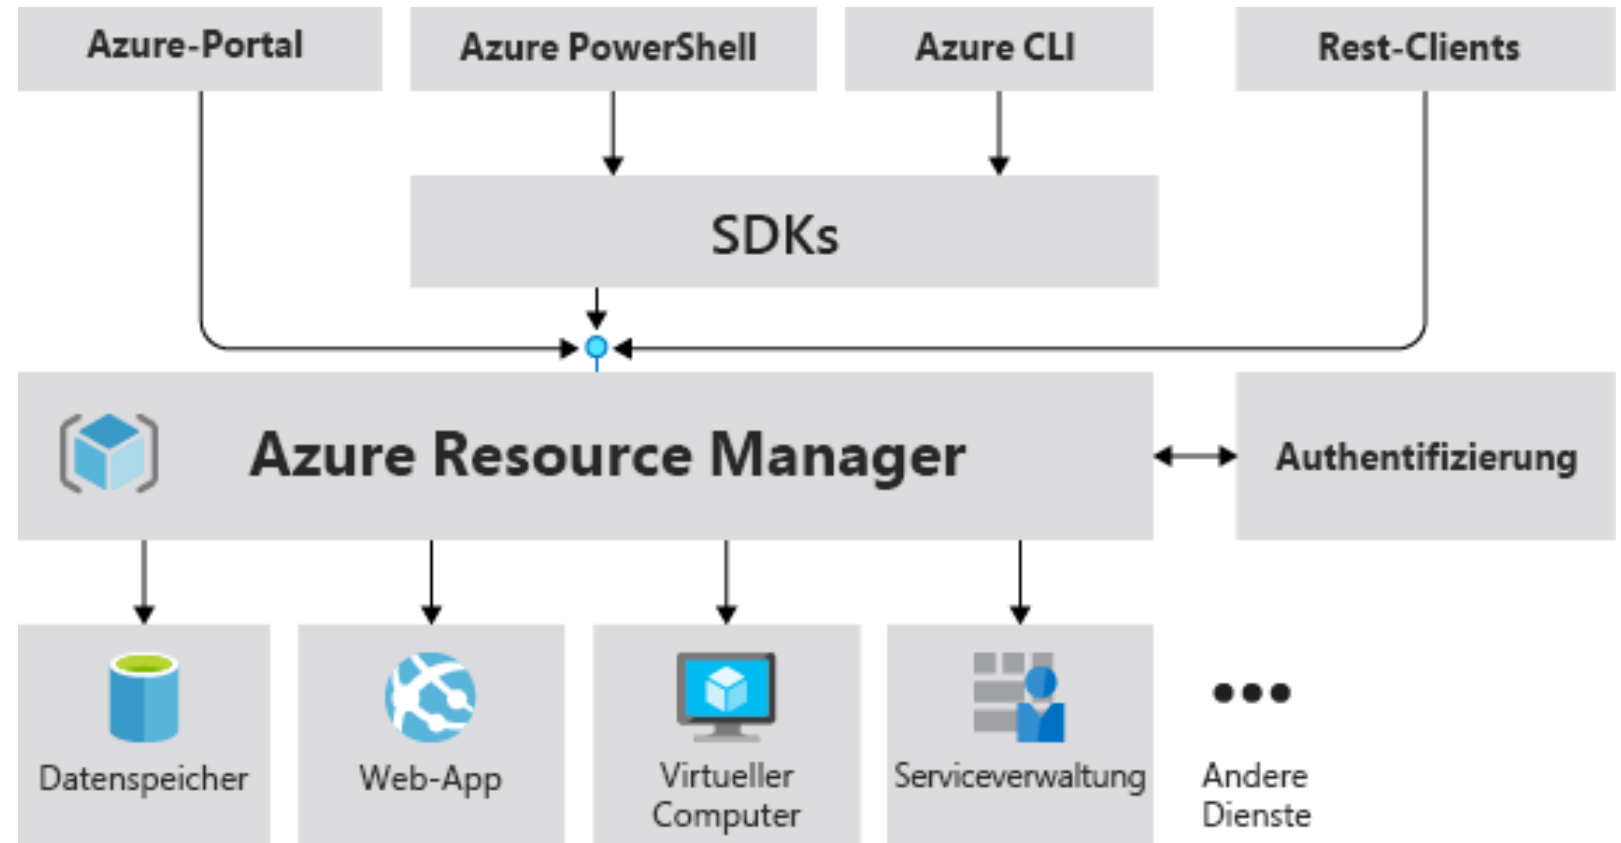 Azure-Portal
Azure PowerShell
Azure CLI
Rest-Clients
SDKs
Azure Resource Manager
Authentifizierung
Datenspeicher
Web-App
Virtueller
Computer
Serviceverwaltung
Andere
Dienste